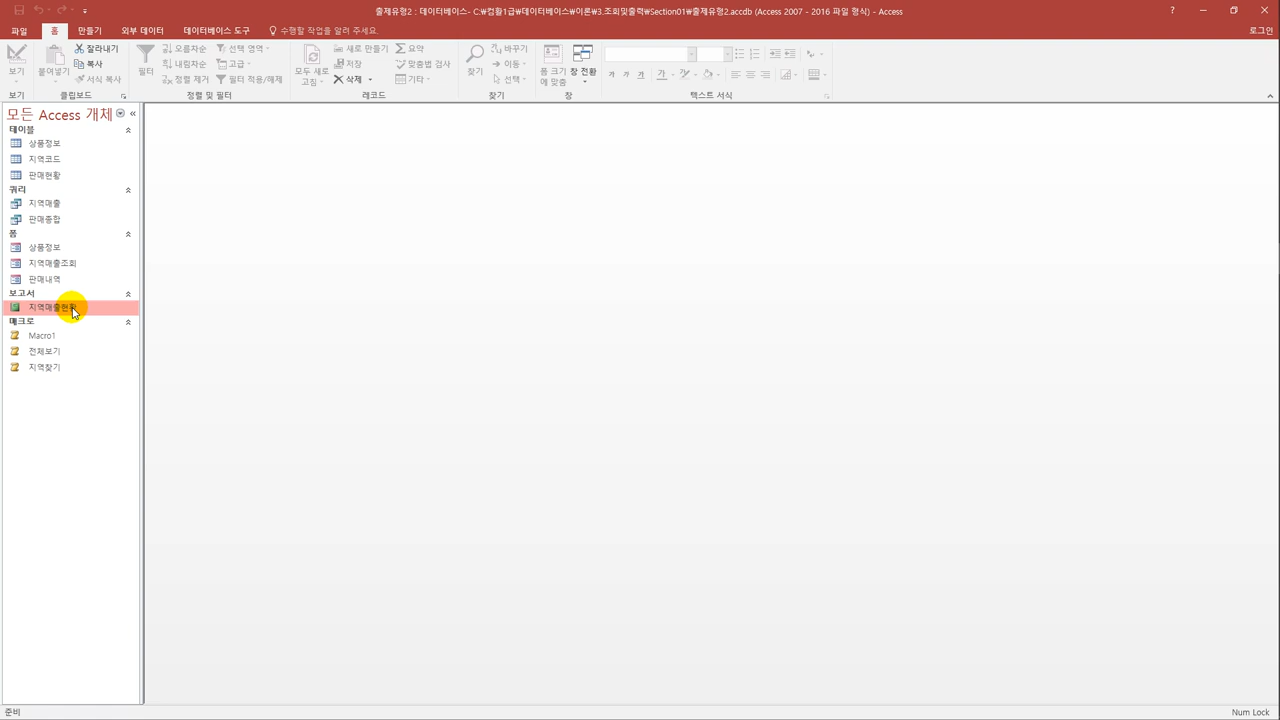 출제유형2 : 데이터베이스- C:₩컴활1급₩데이터베이스₩이론₩3.조회및출력₩Section01₩출제유형2.accdb (Access 2007 - 2016 파일 형식) - Access
?
파일 홈 만들기 외부 데이터 데이터베이스 도구 수행할 작업을 알려 주세요. 로그인
보기
보기
붙여넣기
잘라내기
복사
서식 복사
클립보드
필터
오름차순
내림차순
정렬 제거
선택 영역
고급
필터 적용/해제
정렬 및 필터
모두 새로 고침
새로 만들기
저장
삭제
요약
맞춤법 검사
기타
레코드
찾기
바꾸기
이동
선택
찾기
폼 크기에 맞춤
창 전환
창
가 가 가 가
텍스트 서식
모든 Access 개체
테이블
상품정보
지역코드
판매현황
쿼리
지역매출
판매종합
폼
상품정보
지역매출조회
판매내역
보고서
지역매출현황
매크로
Macro1
전체보기
지역찾기
준비
Num Lock